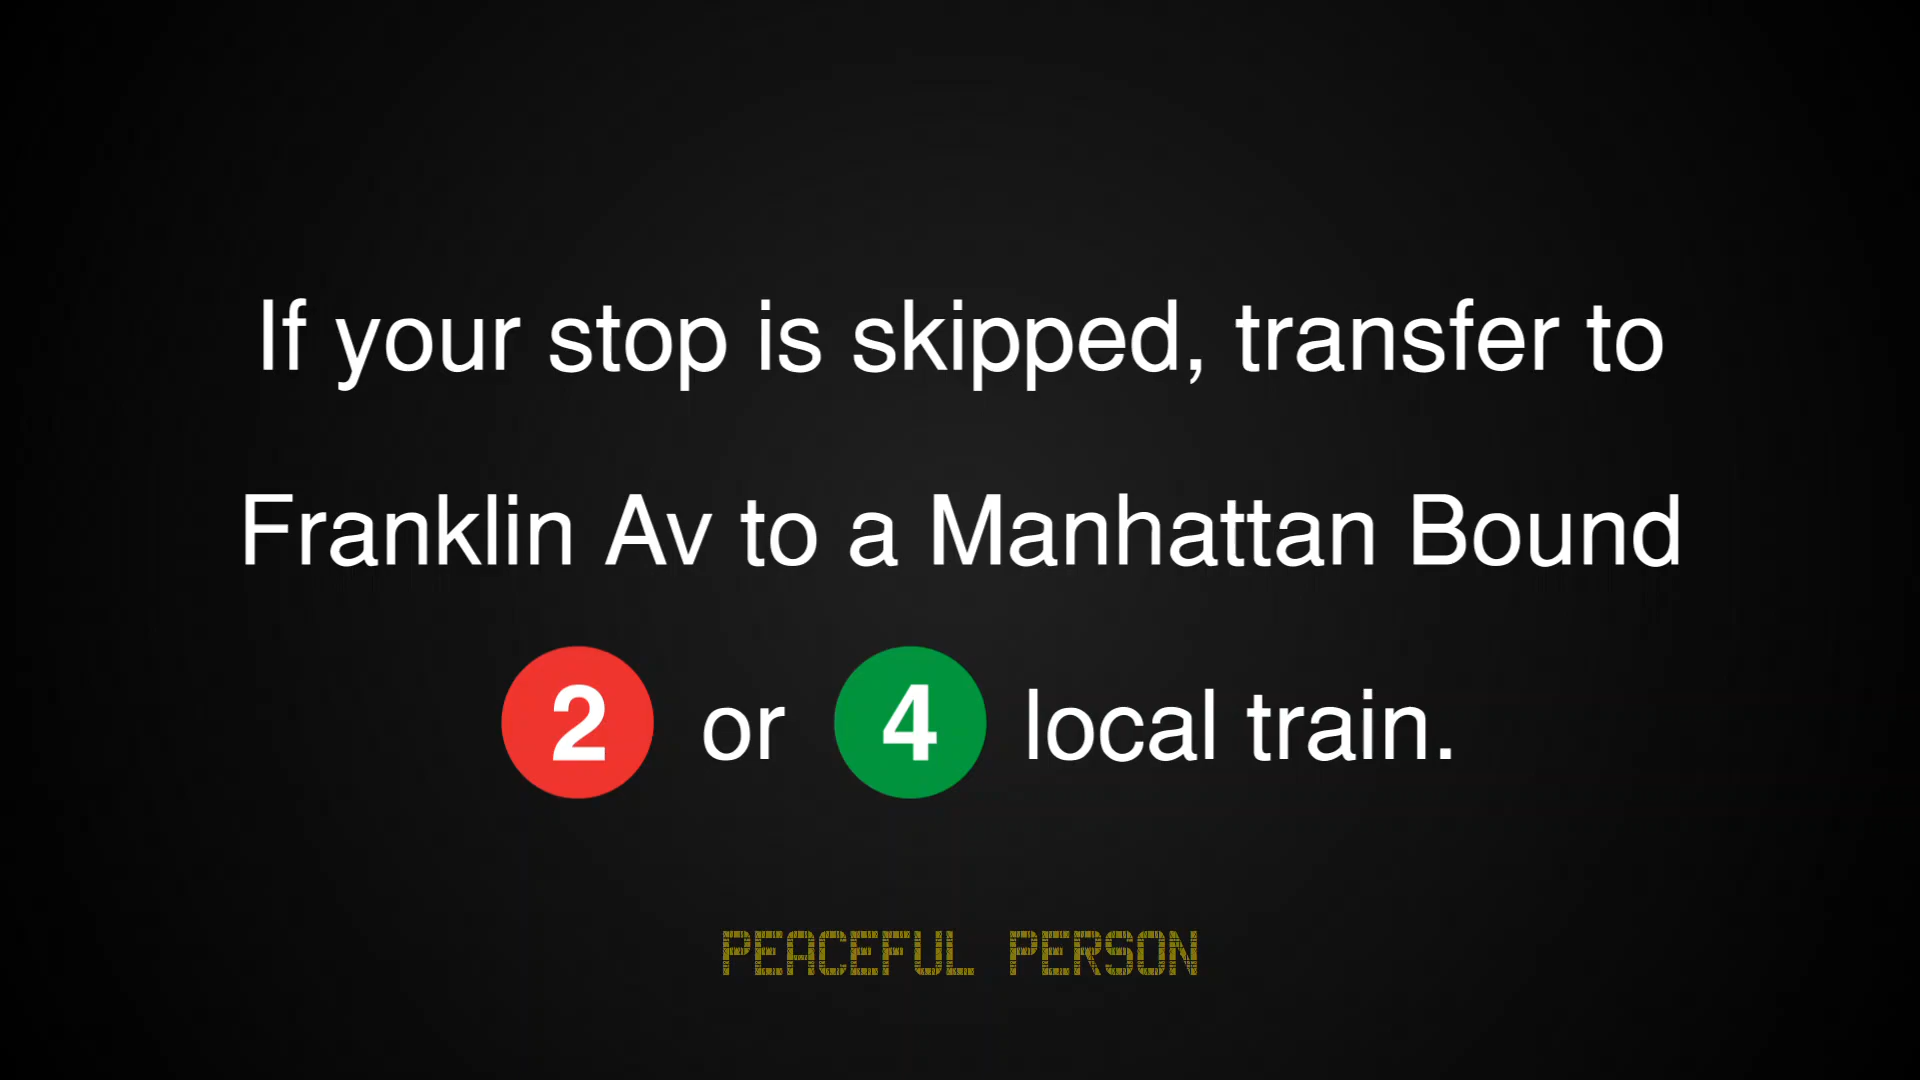 If your stop is skipped, transfer to
Franklin Av to a Manhattan Bound
2 or 4 local train.
PEACEFUL PERSON